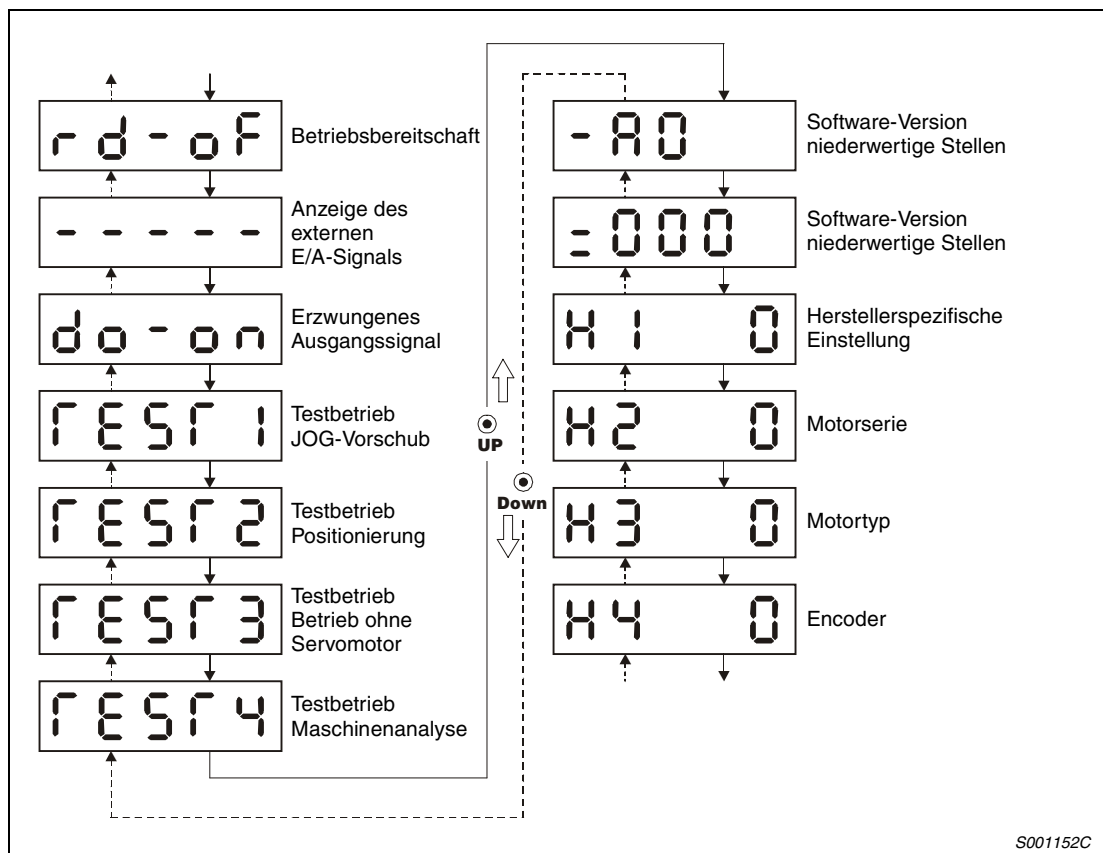 rd-oF
Betriebsbereitschaft
-----
Anzeige des
externen
E/A-Signals
do-on
Erzwungenes
Ausgangssignal
TEST1
Testbetrieb
JOG-Vorschub
TEST2
Testbetrieb
Positionierung
TEST3
Testbetrieb
Betrieb ohne
Servomotor
TEST4
Testbetrieb
Maschinenanalyse
UP
Down
-A0
Software-Version
niederwertige Stellen
=000
Software-Version
niederwertige Stellen
H1 0
Herstellerspezifische
Einstellung
H2 0
Motorserie
H3 0
Motortyp
H4 0
Encoder
S001152C